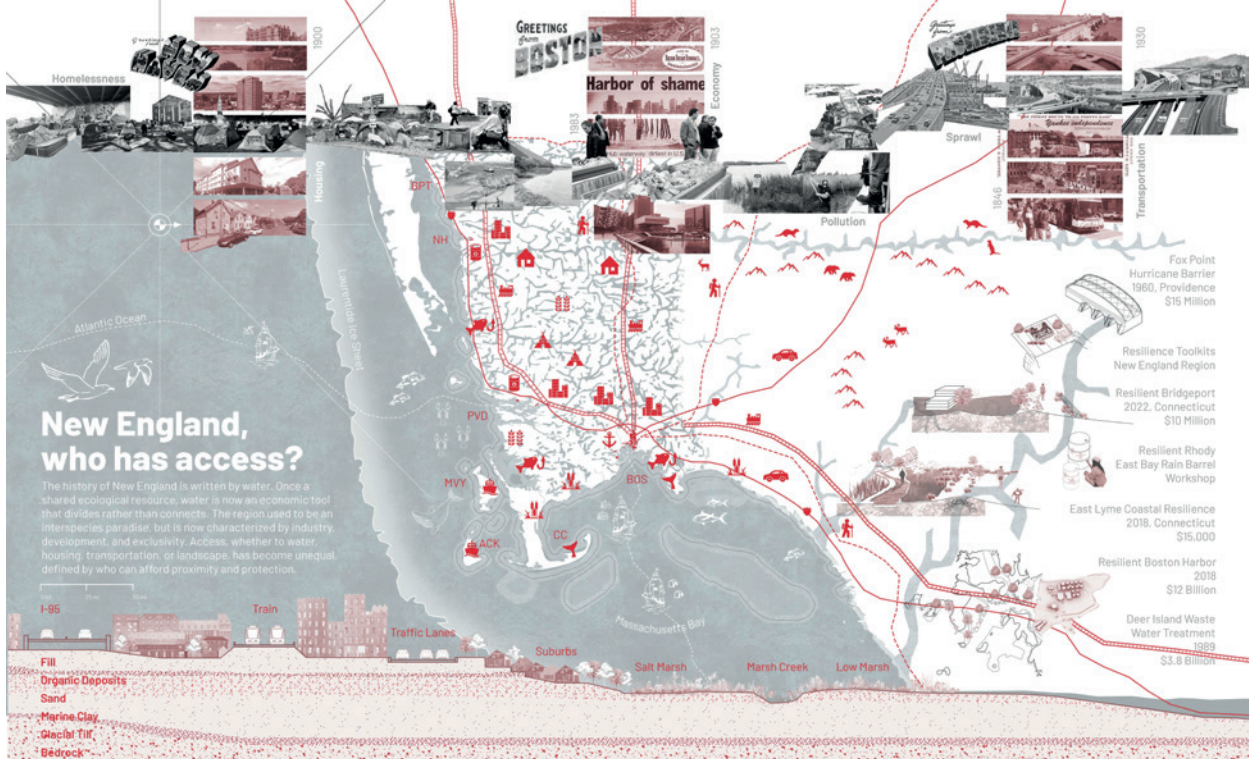 Homelessness
Greetings from
NEW HAVEN
1900
Housing
GREETINGS
from
BOSTON
1903
Economy
Harbor of shame
1983
Greetings from
1930
Sprawl
Yankee independence
Transportation
1846
Pollution
BPT
NH
Laurentide Ice Sheet
Atlantic Ocean
PVD
MVY
ACK
CC
BOS
Massachusetts Bay
New England,
who has access?
The history of New England is written by water. Once a
shared ecological resource, water is now an economic tool
that divides rather than connects. The region used to be an
interspecies paradise, but is now characterized by industry,
development, and exclusivity. Access, whether to water,
housing, transportation, or landscape, has become unequal,
defined by who can afford proximity and protection.
Fox Point
Hurricane Barrier
1960, Providence
$15 Million
Resilience Toolkits
New England Region
Resilient Bridgeport
2022, Connecticut
$10 Million
Resilient Rhody
East Bay Rain Barrel
Workshop
East Lyme Coastal Resilience
2018, Connecticut
$15,000
Resilient Boston Harbor
2018
$12 Billion
Deer Island Waste
Water Treatment
1989
$3.8 Billion
I-95
Train
Traffic Lanes
Suburbs
Salt Marsh
Marsh Creek
Low Marsh
Fill
Organic Deposits
Sand
Marine Clay
Glacial Till
Bedrock